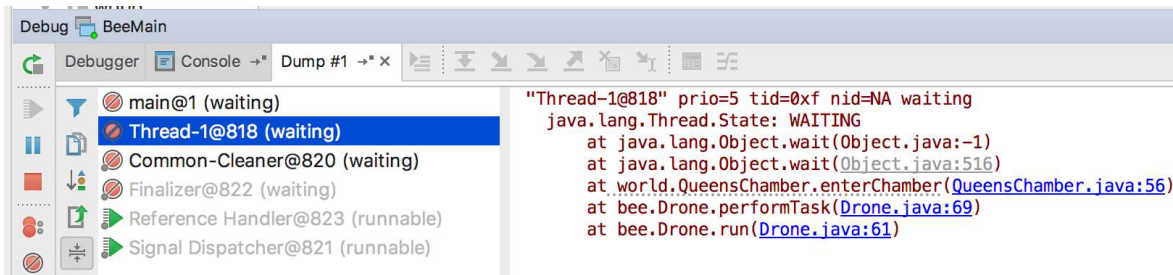 Debug BeeMain
Debugger Console Dump #1
main@1 (waiting)
Thread-1@818 (waiting)
Common-Cleaner@820 (waiting)
Finalizer@822 (waiting)
Reference Handler@823 (runnable)
Signal Dispatcher@821 (runnable)
"Thread-1@818" prio=5 tid=0xf nid=NA waiting
java.lang.Thread.State: WAITING
at java.lang.Object.wait(Object.java:-1)
at java.lang.Object.wait(Object.java:516)
at world.QueensChamber.enterChamber(QueensChamber.java:56)
at bee.Drone.performTask(Drone.java:69)
at bee.Drone.run(Drone.java:61)